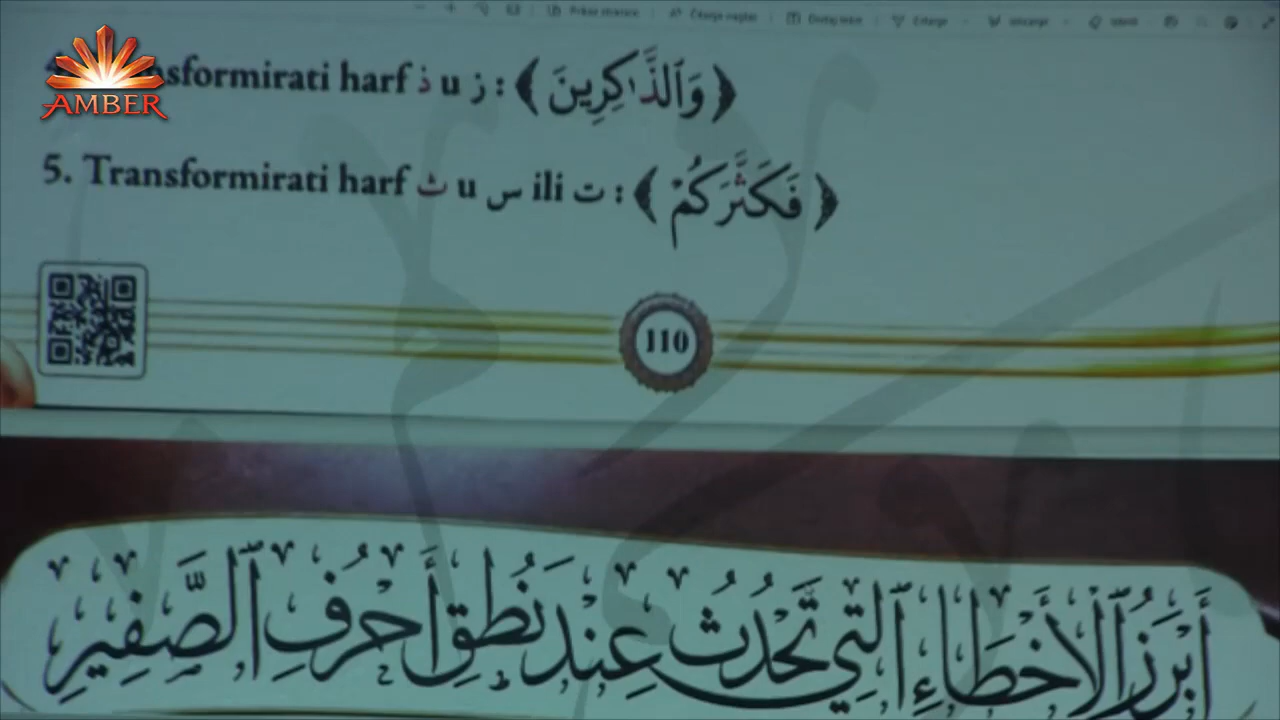 AMBER
sformirati harf ذ u ز : ﴿وَٱلذَّٰكِرِينَ﴾
5. Transformirati harf ث u س ili ت : ﴿فَكَثَّرَكُمْ﴾
110
أَبْرَزُ ٱلْأَخْطَاءِ ٱلَّتِي تَحْدُثُ عِنْدَ نُطْقِ أَحْرُفِ ٱلصَّفِيرِ